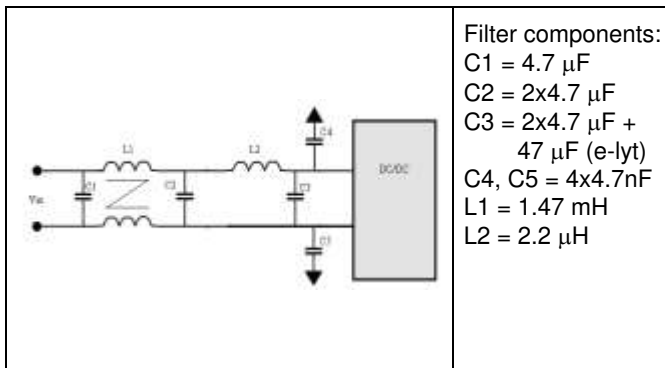 L1
L2
C4
C1
C2
C3
DC/DC
C5
Filter components:
C1 = 4.7 μF
C2 = 2x4.7 μF
C3 = 2x4.7 μF +
47 μF (e-lyt)
C4, C5 = 4x4.7nF
L1 = 1.47 mH
L2 = 2.2 μH